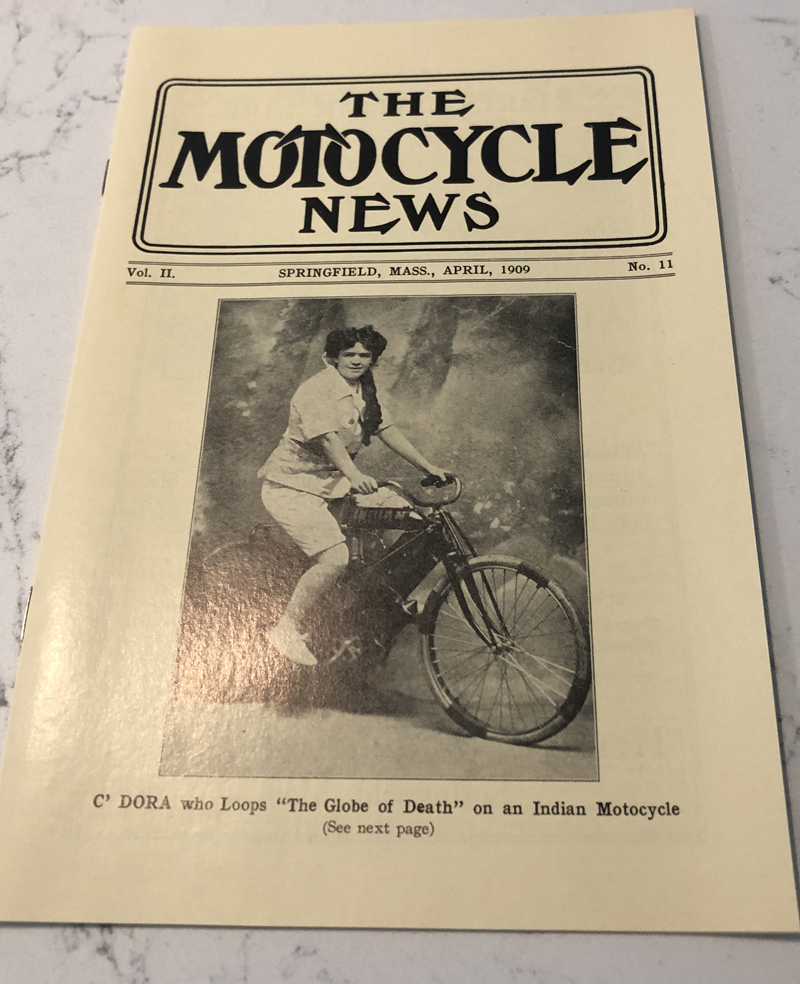 THE
MOTOCYCLE
NEWS
Vol. II. SPRINGFIELD, MASS., APRIL, 1909 No. 11
INDIAN
C' DORA who Loops "The Globe of Death" on an Indian Motocycle
(See next page)